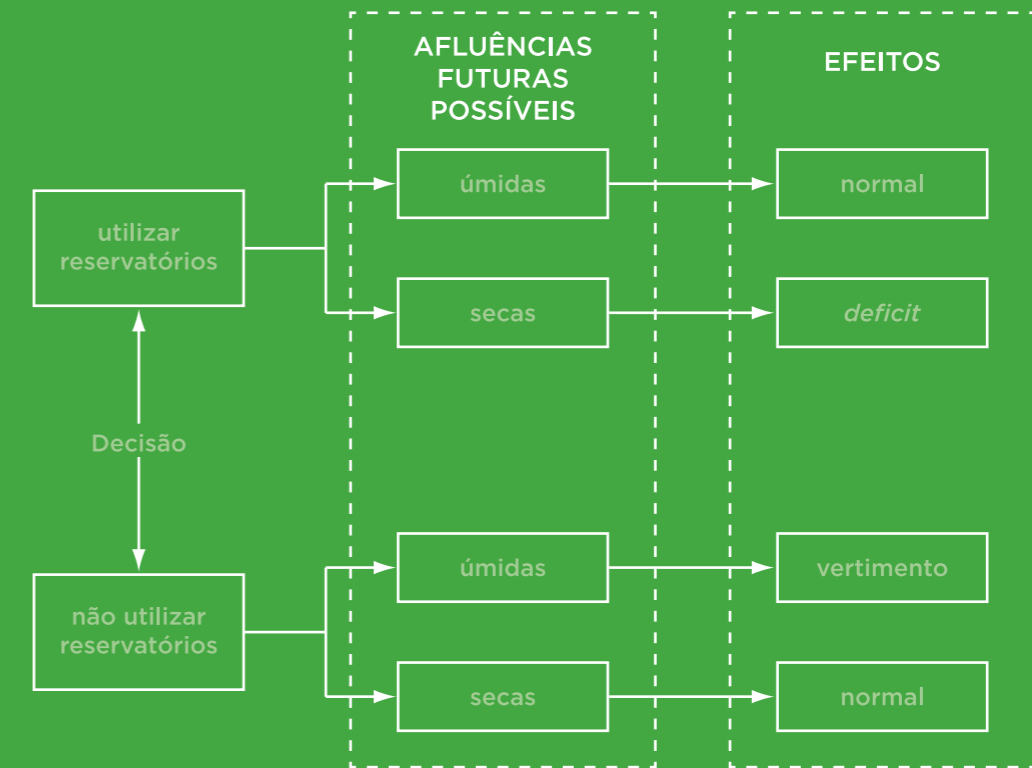 AFLUÊNCIAS
FUTURAS
POSSÍVEIS
EFEITOS
utilizar
reservatórios
úmidas
normal
secas
deficit
Decisão
não utilizar
reservatórios
úmidas
vertimento
secas
normal